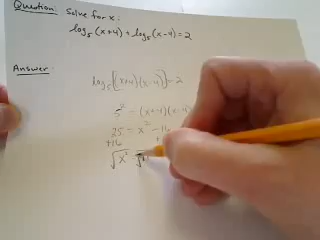 Question: Solve for x:
log₅(x+4) + log₅(x-4) = 2
Answer:
log₅[(x+4)(x-4)] = 2
5² = (x+4)(x-4)
25 = x² - 16
+16
√x² √